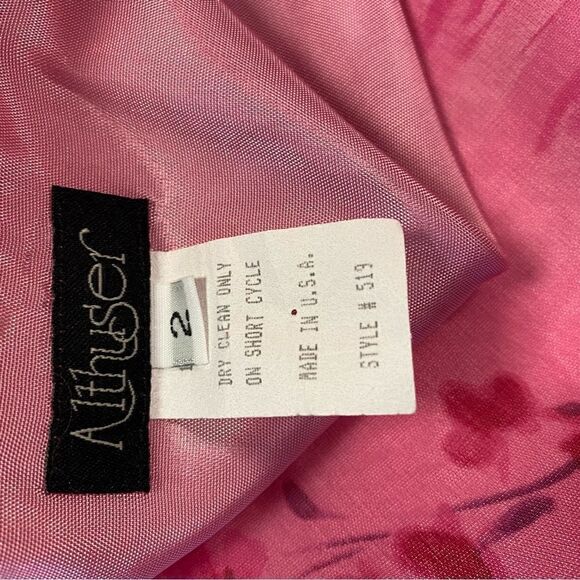 Althuser
2
DRY CLEAN ONLY
ON SHORT CYCLE
MADE IN U.S.A.
STYLE # 519